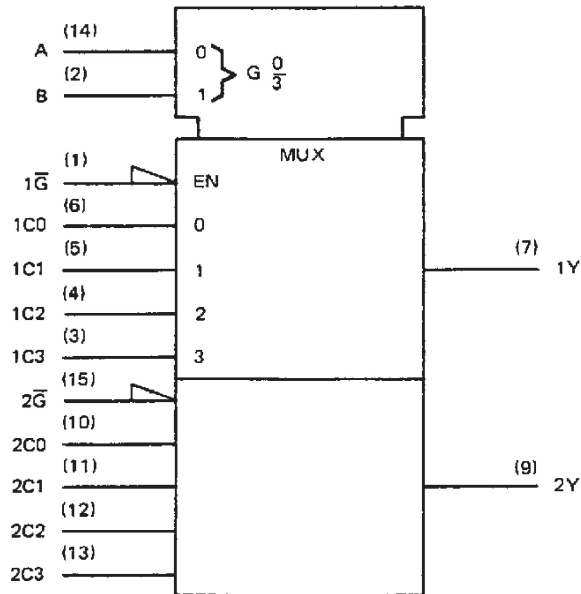 (14)
A 0
G 0/3
(2)
B 1
MUX
(1)
1G̅ EN
(6)
1C0 0
(5) (7)
1C1 1 1Y
(4)
1C2 2
(3)
1C3 3
(15)
2G̅
(10)
2C0
(11) (9)
2C1 2Y
(12)
2C2
(13)
2C3